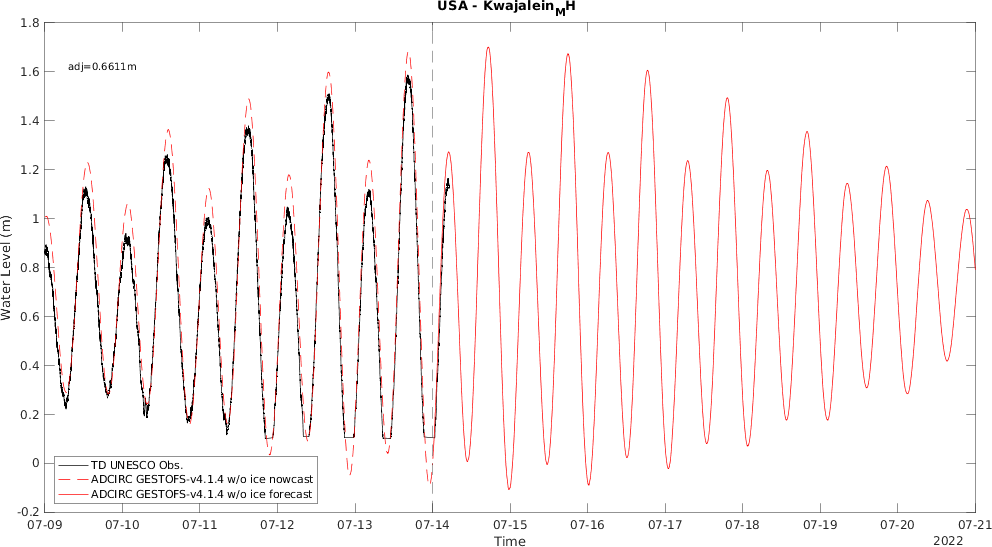 USA - Kwajalein_MH
1.8
1.6
1.4
1.2
1
0.8
0.6
0.4
0.2
0
-0.2
Water Level (m)
adj=0.6611m
TD UNESCO Obs.
ADCIRC GESTOFS-v4.1.4 w/o ice nowcast
ADCIRC GESTOFS-v4.1.4 w/o ice forecast
07-09 07-10 07-11 07-12 07-13 07-14 07-15 07-16 07-17 07-18 07-19 07-20 07-21
Time
2022